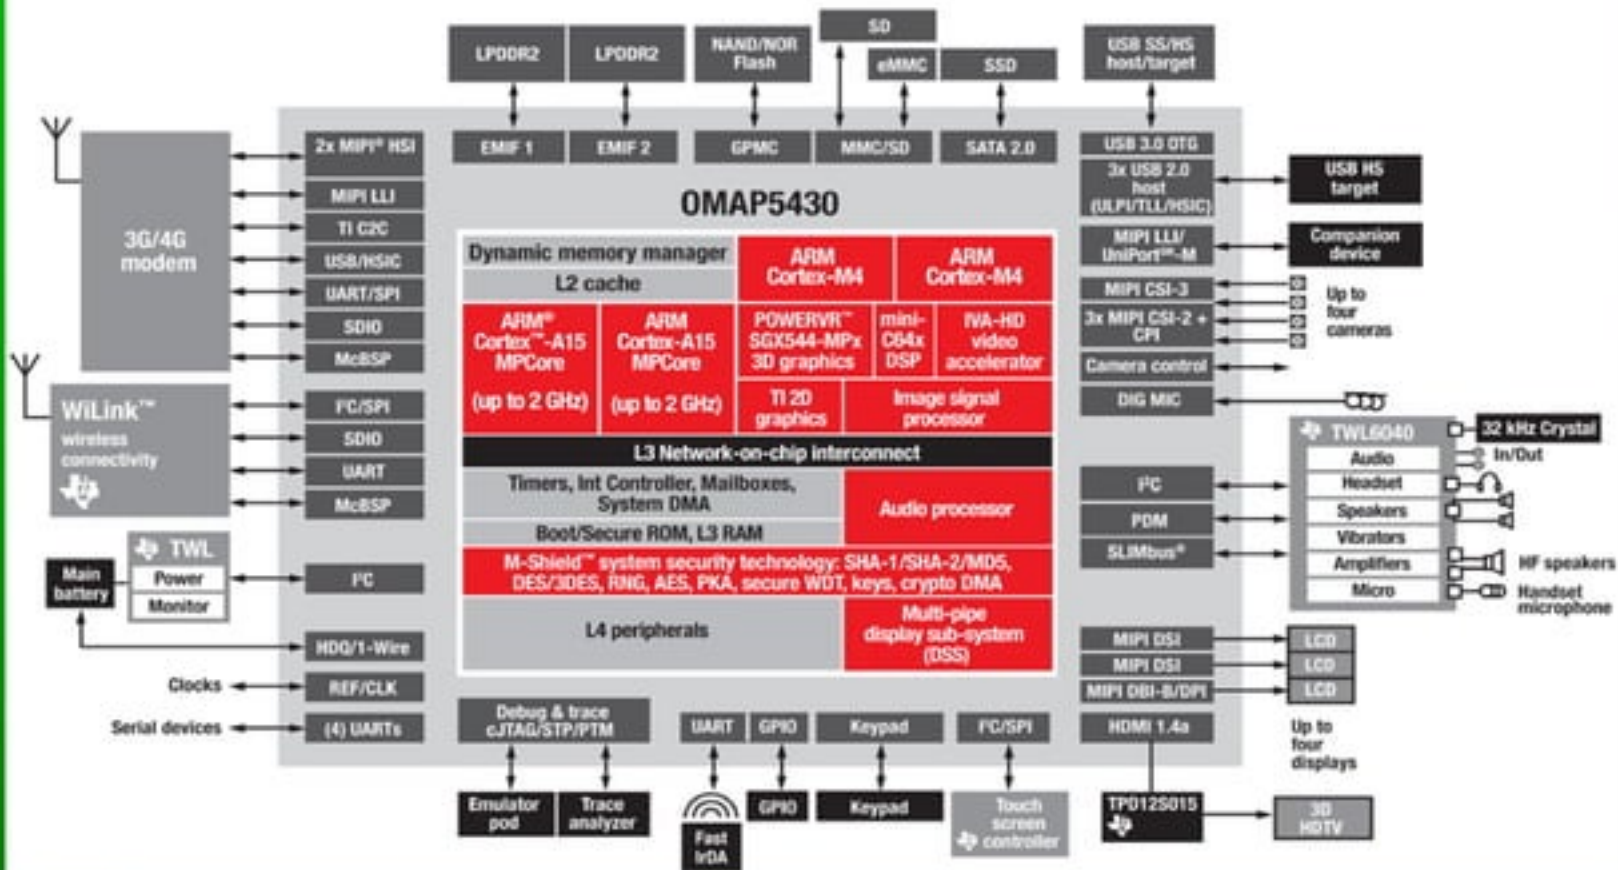 SD
LPDDR2
LPDDR2
NAND/NOR
Flash
eMMC
SSD
USB SS/HS
host/target
2x MIPI® HSI
EMIF 1
EMIF 2
GPMC
MMC/SD
SATA 2.0
USB 3.0 OTG
3x USB 2.0
host
(ULPI/TLL/HSIC)
USB HS
target
MIPI LLI
OMAP5430
3G/4G
modem
TI C2C
USB/HSIC
UART/SPI
SDIO
McBSP
MIPI LLI/
UniPort℠-M
Companion
device
Dynamic memory manager
L2 cache
ARM
Cortex-M4
ARM
Cortex-M4
MIPI CSI-3
3x MIPI CSI-2 +
CPI
Up to
four
cameras
ARM®
Cortex™-A15
MPCore
(up to 2 GHz)
ARM
Cortex-A15
MPCore
(up to 2 GHz)
POWERVR™
SGX544-MPx
3D graphics
mini-
C64x
DSP
IVA-HD
video
accelerator
Camera control
TI 2D
graphics
Image signal
processor
DIG MIC
WiLink™
wireless
connectivity
I²C/SPI
SDIO
UART
McBSP
L3 Network-on-chip interconnect
TWL6040
32 kHz Crystal
Audio
In/Out
Headset
Speakers
Vibrators
Amplifiers
HF speakers
Micro
Handset
microphone
Timers, Int Controller, Mailboxes,
System DMA
Audio processor
Boot/Secure ROM, L3 RAM
I²C
PDM
SLIMbus®
TWL
Power
Monitor
Main
battery
I²C
M-Shield™ system security technology: SHA-1/SHA-2/MD5,
DES/3DES, RNG, AES, PKA, secure WDT, keys, crypto DMA
L4 peripherals
Multi-pipe
display sub-system
(DSS)
HDQ/1-Wire
MIPI DSI
LCD
MIPI DSI
LCD
MIPI DBI-B/DPI
LCD
Clocks
REF/CLK
Serial devices
(4) UARTs
Debug & trace
cJTAG/STP/PTM
UART
GPIO
Keypad
I²C/SPI
HDMI 1.4a
Up to
four
displays
Emulator
pod
Trace
analyzer
Fast
IrDA
GPIO
Keypad
Touch
screen
controller
TPD12S015
3D
HDTV